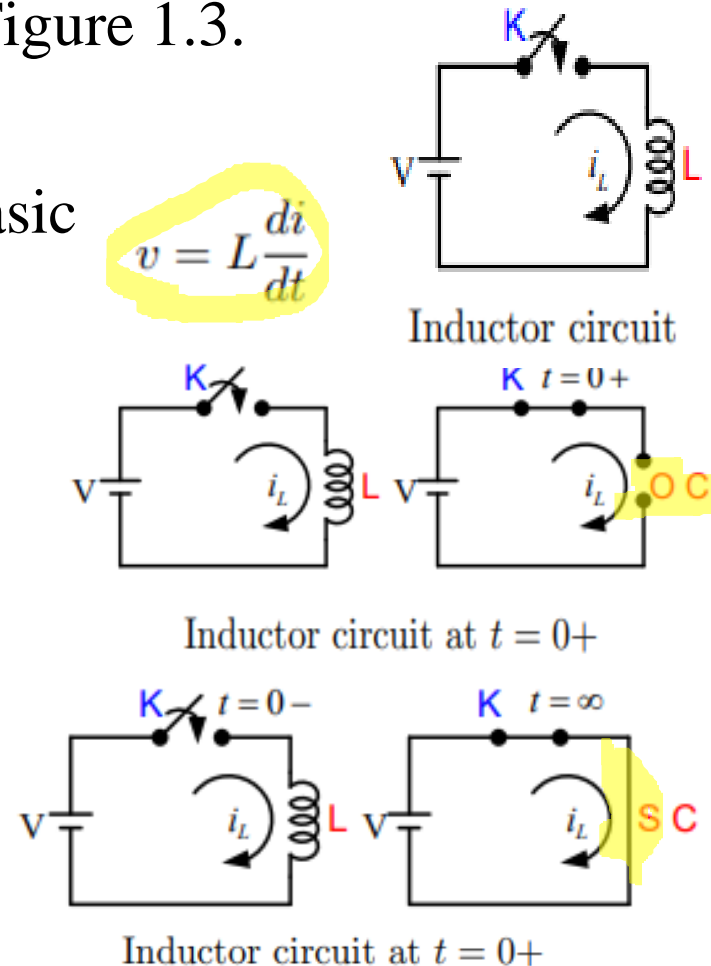 igure 1.3.
K
V
i_L
L
asic
v = L di/dt
Inductor circuit
K
V
i_L
L
K t = 0+
V
i_L
O C
Inductor circuit at t = 0+
K t = 0−
V
i_L
L
K t = ∞
V
i_L
S C
Inductor circuit at t = 0+